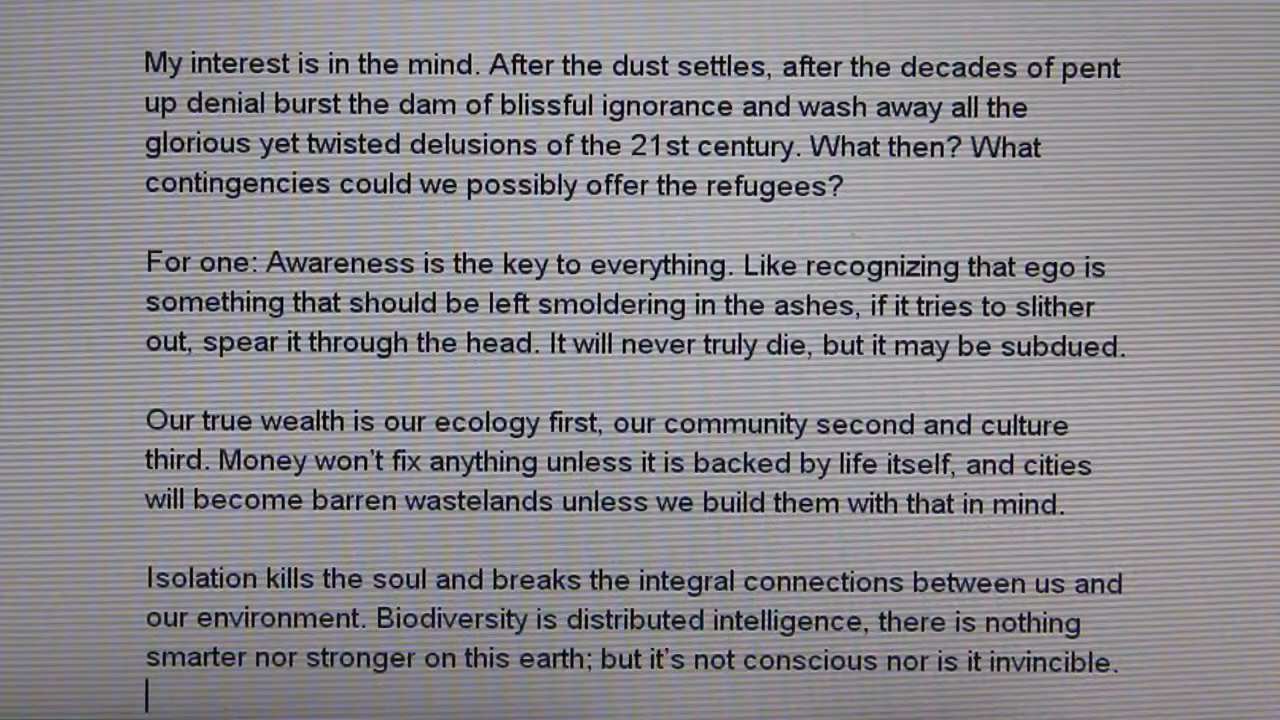 My interest is in the mind. After the dust settles, after the decades of pent
up denial burst the dam of blissful ignorance and wash away all the
glorious yet twisted delusions of the 21st century. What then? What
contingencies could we possibly offer the refugees?
For one: Awareness is the key to everything. Like recognizing that ego is
something that should be left smoldering in the ashes, if it tries to slither
out, spear it through the head. It will never truly die, but it may be subdued.
Our true wealth is our ecology first, our community second and culture
third. Money won't fix anything unless it is backed by life itself, and cities
will become barren wastelands unless we build them with that in mind.
Isolation kills the soul and breaks the integral connections between us and
our environment. Biodiversity is distributed intelligence, there is nothing
smarter nor stronger on this earth; but it's not conscious nor is it invincible.